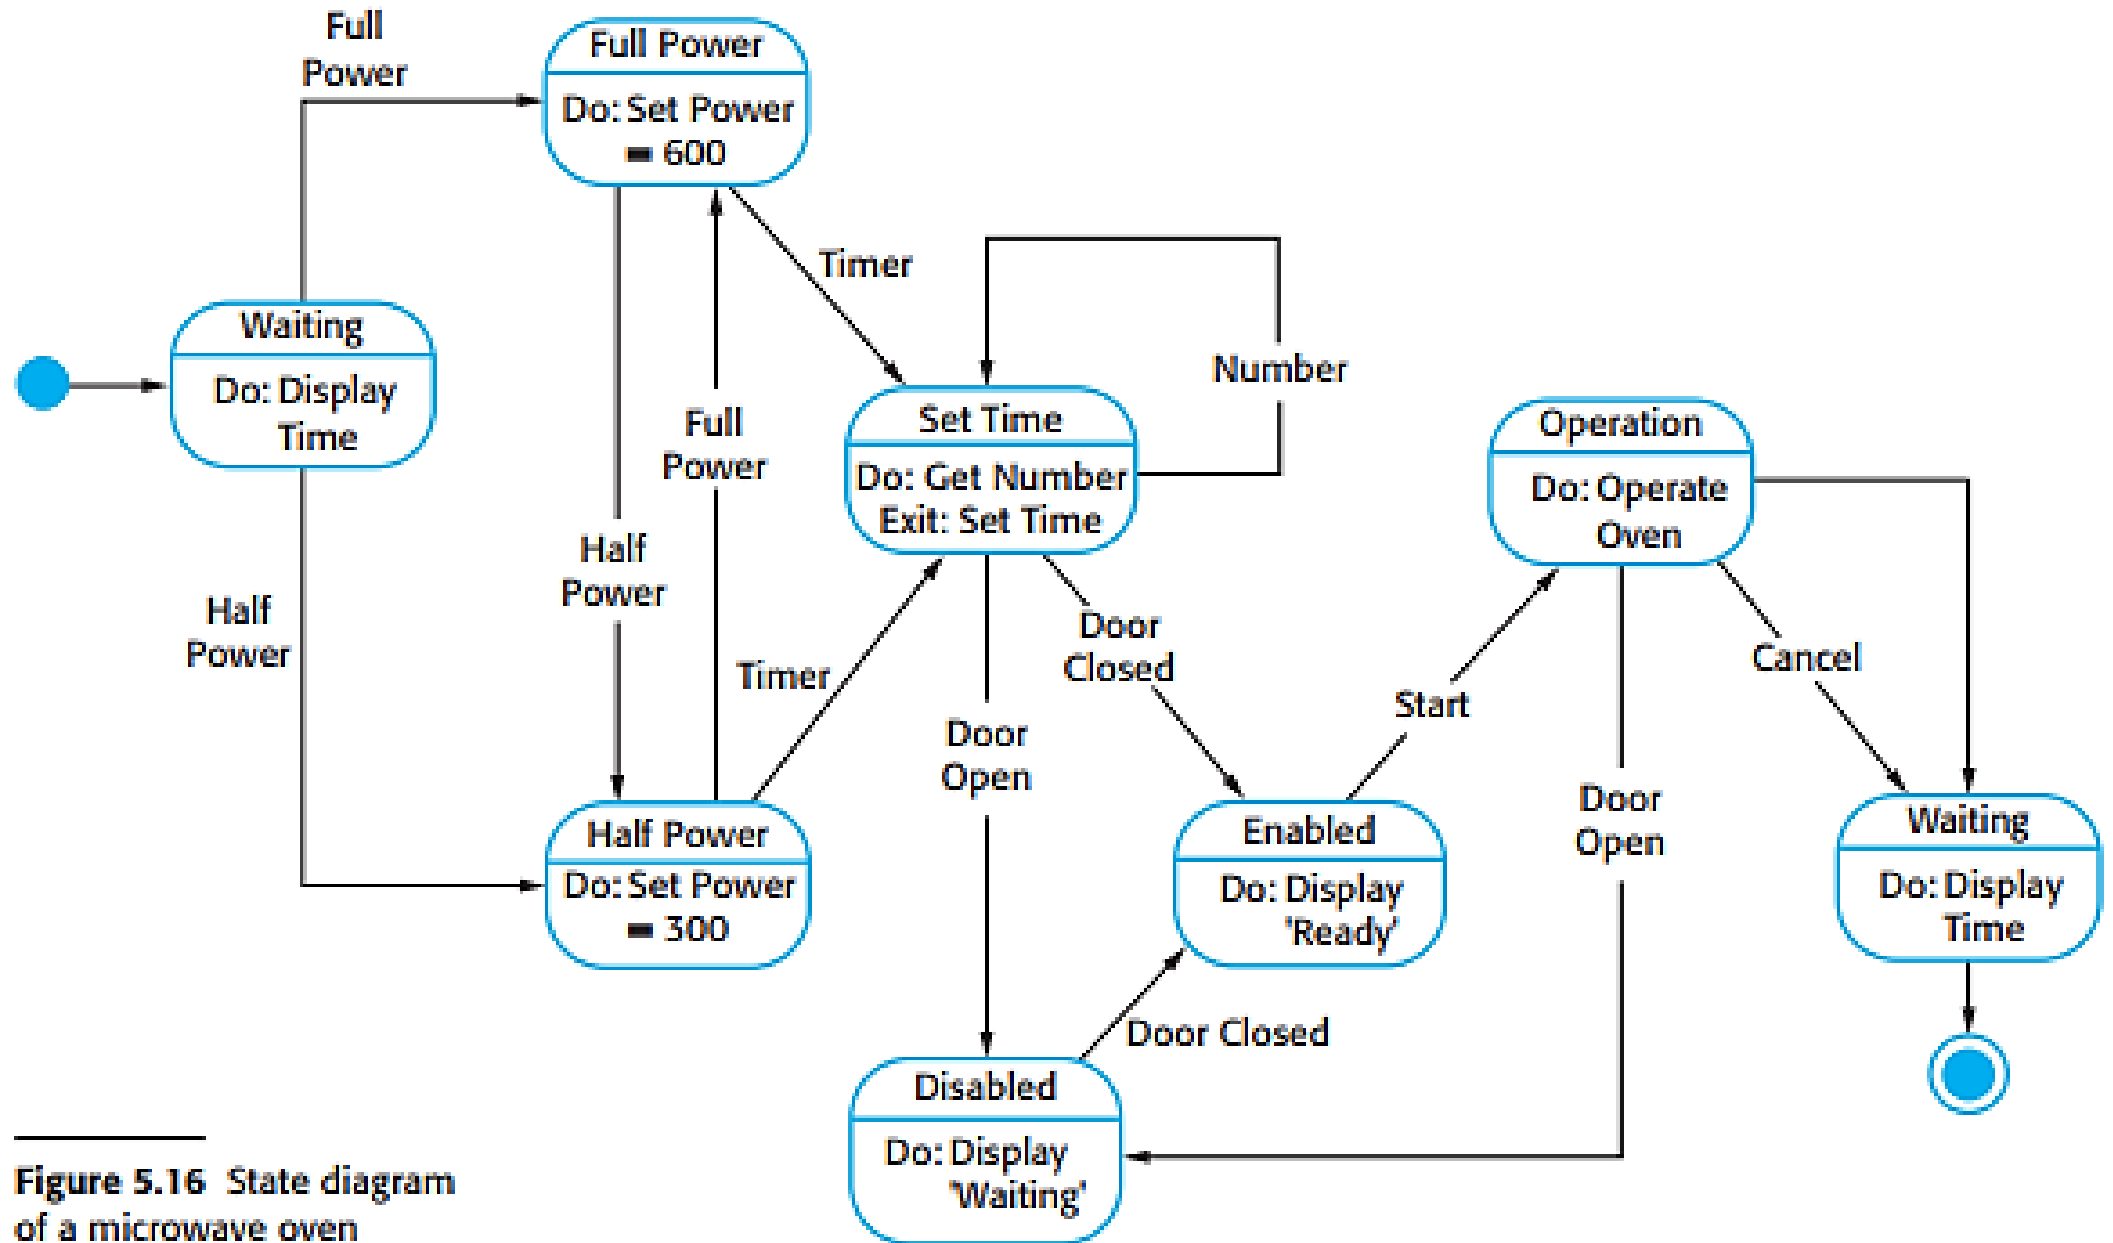 Full
Power
Full Power
Do: Set Power
= 600
Timer
Number
Waiting
Do: Display
Time
Full
Power
Half
Power
Half
Power
Set Time
Do: Get Number
Exit: Set Time
Operation
Do: Operate
Oven
Timer
Door
Closed
Door
Open
Start
Cancel
Door
Open
Half Power
Do: Set Power
= 300
Enabled
Do: Display
'Ready'
Waiting
Do: Display
Time
Door Closed
Disabled
Do: Display
'Waiting'
Figure 5.16 State diagram
of a microwave oven